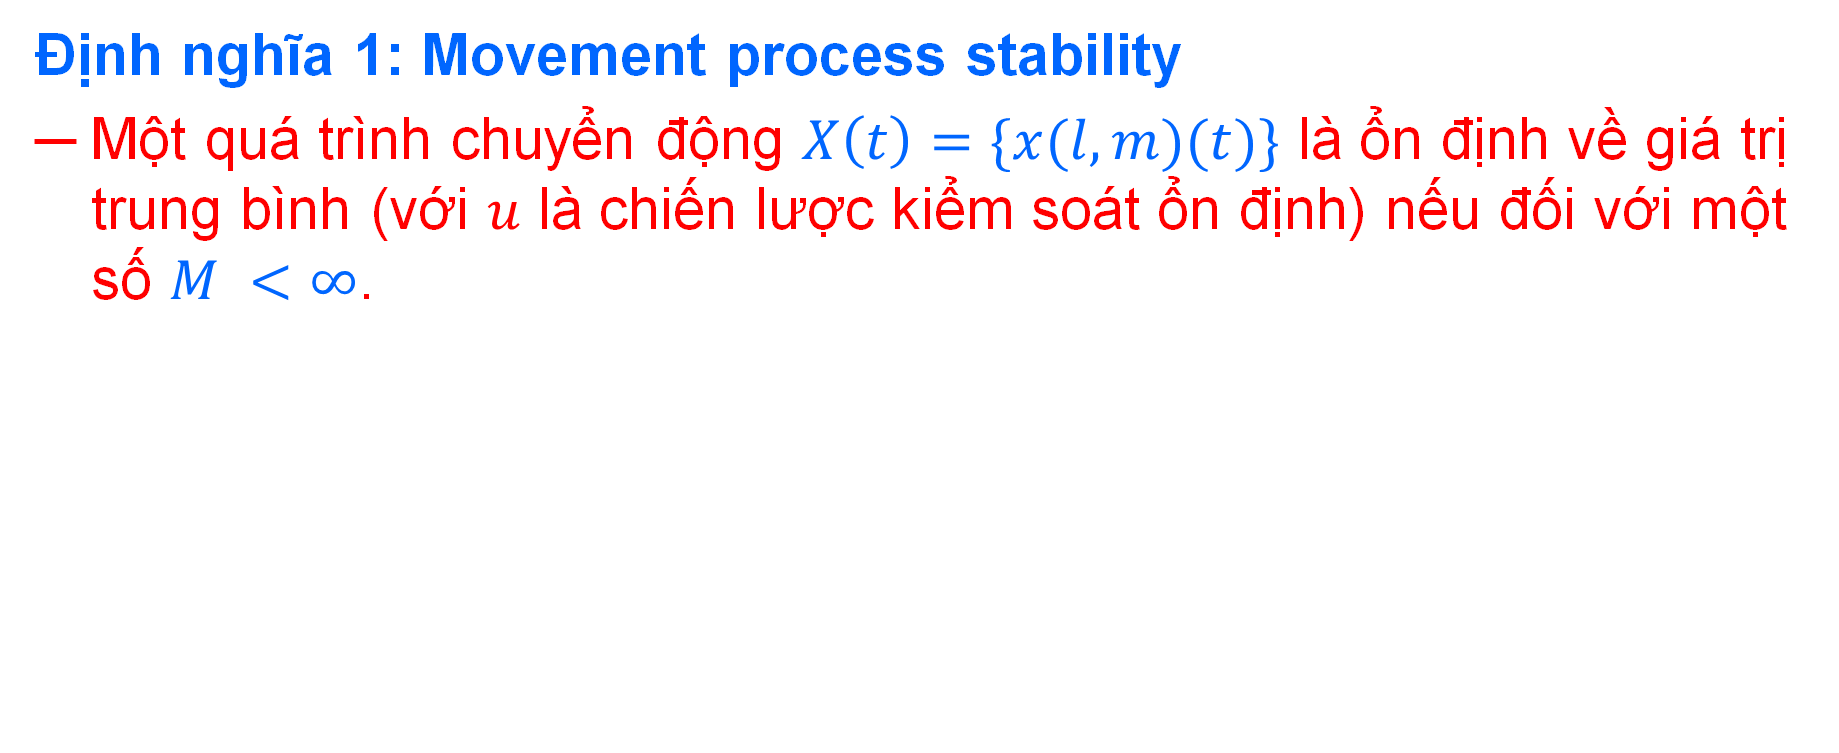 Định nghĩa 1: Movement process stability
— Một quá trình chuyển động X(t) = {x(l, m)(t)} là ổn định về giá trị
trung bình (với u là chiến lược kiểm soát ổn định) nếu đối với một
số M < ∞.